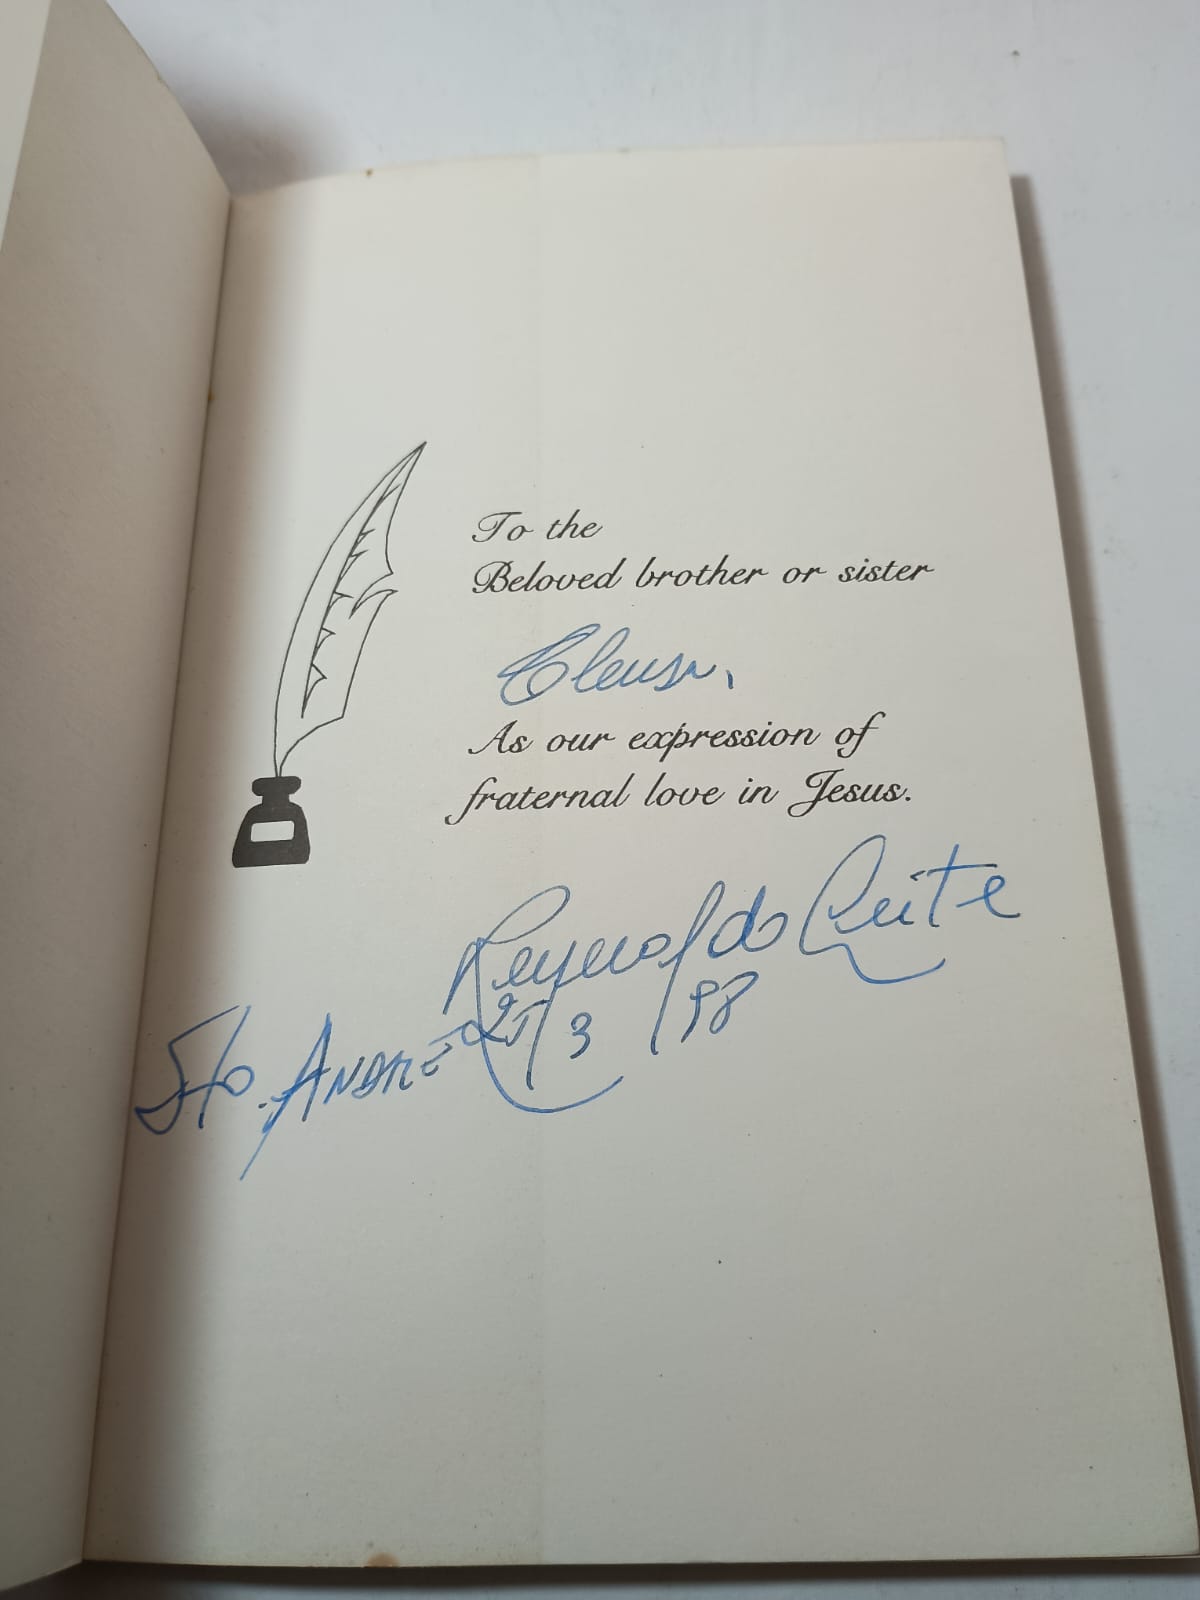 To the
Beloved brother or sister
Cleusa,
As our expression of
fraternal love in Jesus.
Reynaldo Leite
Sto. ANDRÉ 25/3/98